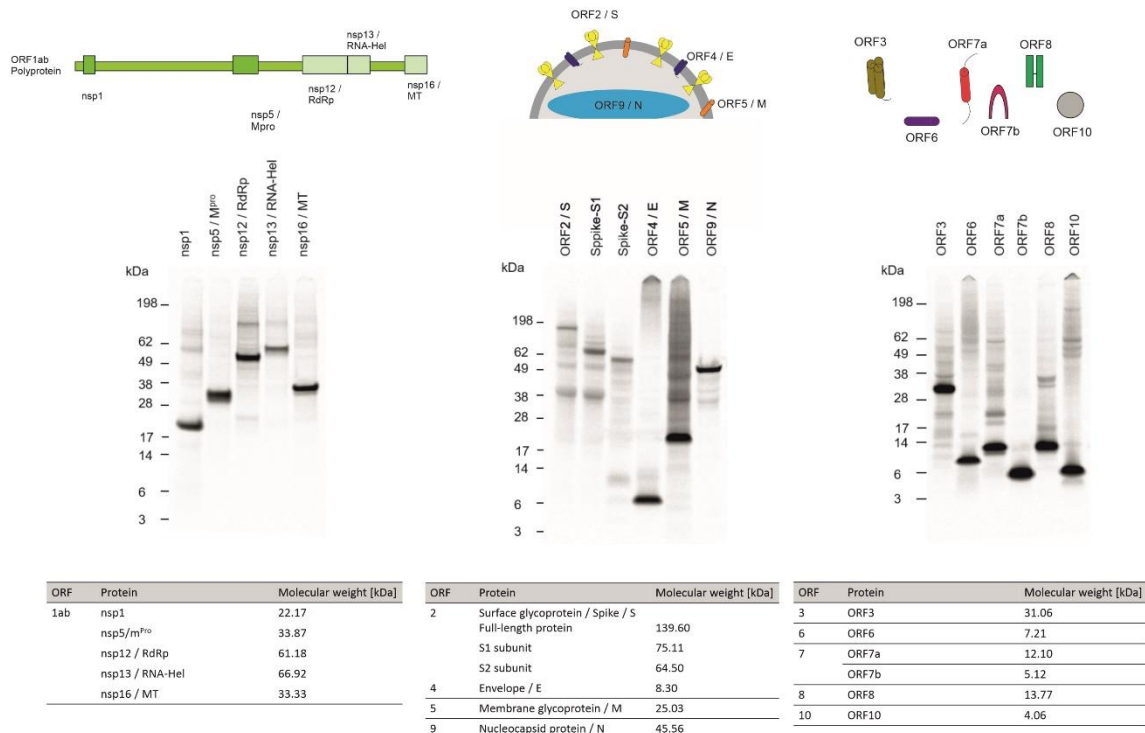 ORF1ab
Polyprotein
nsp1
nsp5 /
Mpro
nsp12 /
RdRp
nsp13 /
RNA-Hel
nsp16 /
MT
ORF2 / S
ORF4 / E
ORF5 / M
ORF9 / N
ORF3
ORF6
ORF7a
ORF7b
ORF8
ORF10
nsp1
nsp5 / Mpro
nsp12 / RdRp
nsp13 / RNA-Hel
nsp16 / MT
kDa
198
62
49
38
28
17
14
6
3
ORF2 / S
Sppike-S1
Spike-S2
ORF4 / E
ORF5 / M
ORF9 / N
kDa
198
62
49
38
28
17
14
6
3
ORF3
ORF6
ORF7a
ORF7b
ORF8
ORF10
kDa
198
62
49
38
28
17
14
6
3
ORF Protein Molecular weight [kDa]
1ab nsp1 22.17
nsp5/mPro 33.87
nsp12 / RdRp 61.18
nsp13 / RNA-Hel 66.92
nsp16 / MT 33.33
ORF Protein Molecular weight [kDa]
2 Surface glycoprotein / Spike / S
Full-length protein 139.60
S1 subunit 75.11
S2 subunit 64.50
4 Envelope / E 8.30
5 Membrane glycoprotein / M 25.03
9 Nucleocapsid protein / N 45.56
ORF Protein Molecular weight [kDa]
3 ORF3 31.06
6 ORF6 7.21
7 ORF7a 12.10
ORF7b 5.12
8 ORF8 13.77
10 ORF10 4.06